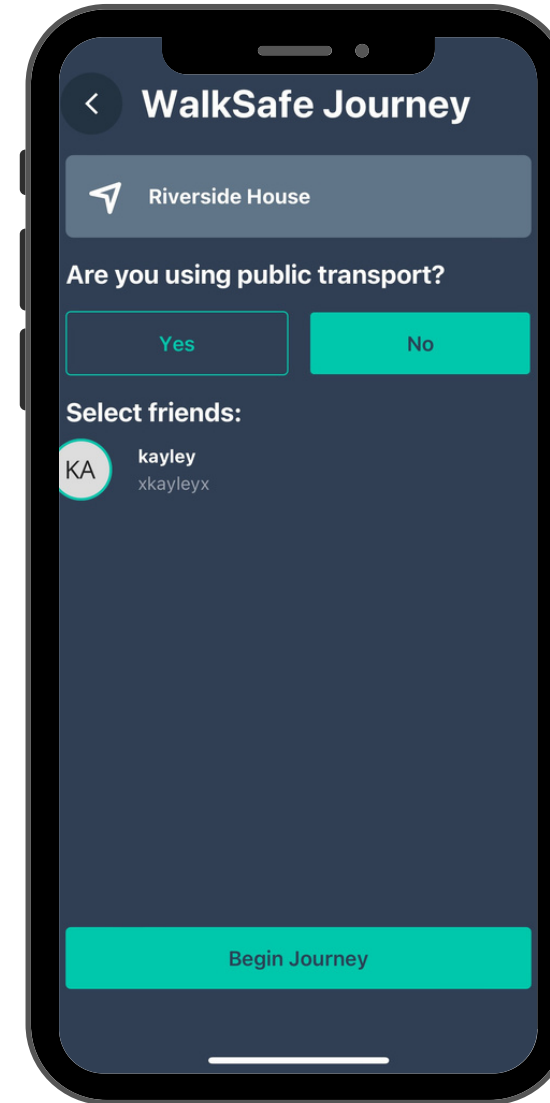 WalkSafe Journey
Riverside House
Are you using public transport?
Yes
No
Select friends:
KA
kayley
xkayleyx
Begin Journey